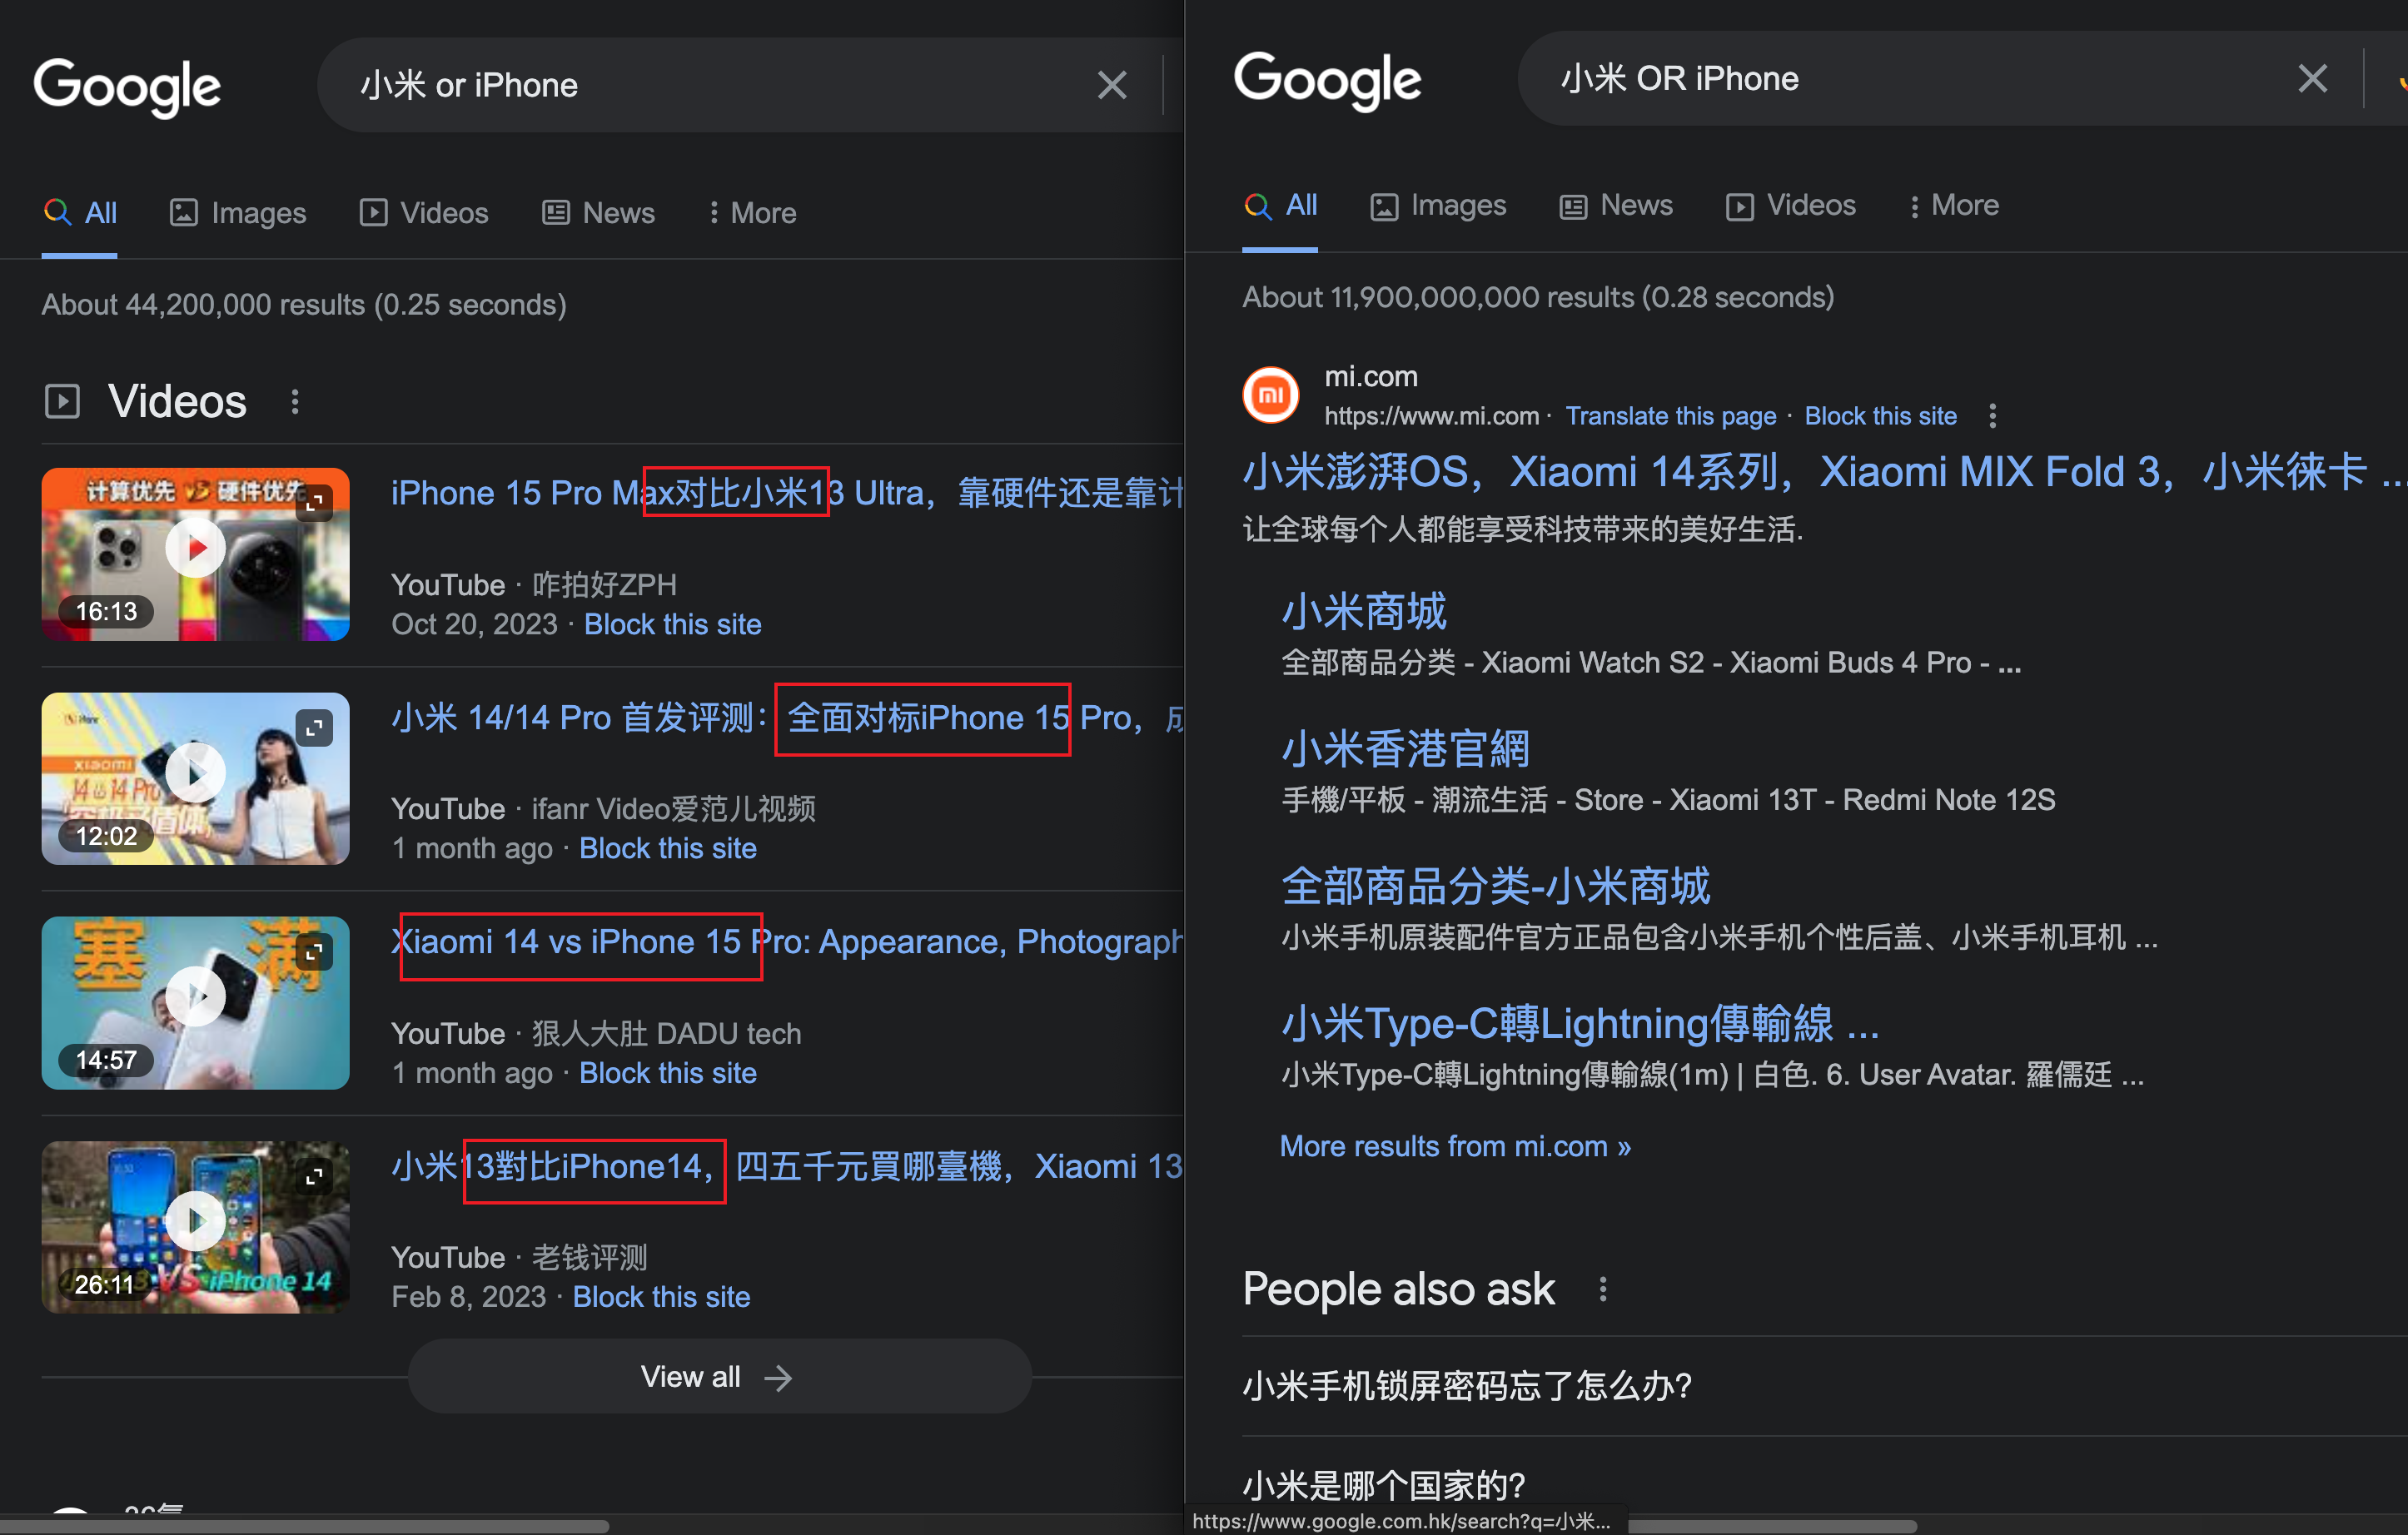 Google
小米 or iPhone
All
Images
Videos
News
More
About 44,200,000 results (0.25 seconds)
Videos
计算优先 VS 硬件优先
16:13
iPhone 15 Pro Max对比小米13 Ultra，靠硬件还是靠计
YouTube · 咋拍好ZPH
Oct 20, 2023 · Block this site
ifanr
xiaomi
14 & 14 Pro
12:02
小米 14/14 Pro 首发评测：全面对标iPhone 15 Pro，成
YouTube · ifanr Video爱范儿视频
1 month ago · Block this site
塞 满
14:57
Xiaomi 14 vs iPhone 15 Pro: Appearance, Photograph
YouTube · 狠人大肚 DADU tech
1 month ago · Block this site
VS iPhone 14
26:11
小米13對比iPhone14，四五千元買哪臺機，Xiaomi 13
YouTube · 老钱评测
Feb 8, 2023 · Block this site
View all
Google
小米 OR iPhone
All
Images
News
Videos
More
About 11,900,000,000 results (0.28 seconds)
mi.com
https://www.mi.com · Translate this page · Block this site
小米澎湃OS，Xiaomi 14系列，Xiaomi MIX Fold 3，小米徕卡 ...
让全球每个人都能享受科技带来的美好生活.
小米商城
全部商品分类 - Xiaomi Watch S2 - Xiaomi Buds 4 Pro - ...
小米香港官網
手機/平板 - 潮流生活 - Store - Xiaomi 13T - Redmi Note 12S
全部商品分类-小米商城
小米手机原装配件官方正品包含小米手机个性后盖、小米手机耳机 ...
小米Type-C轉Lightning傳輸線 ...
小米Type-C轉Lightning傳輸線(1m) | 白色. 6. User Avatar. 羅儒廷 ...
More results from mi.com »
People also ask
小米手机锁屏密码忘了怎么办?
小米是哪个国家的?
https://www.google.com.hk/search?q=小米...